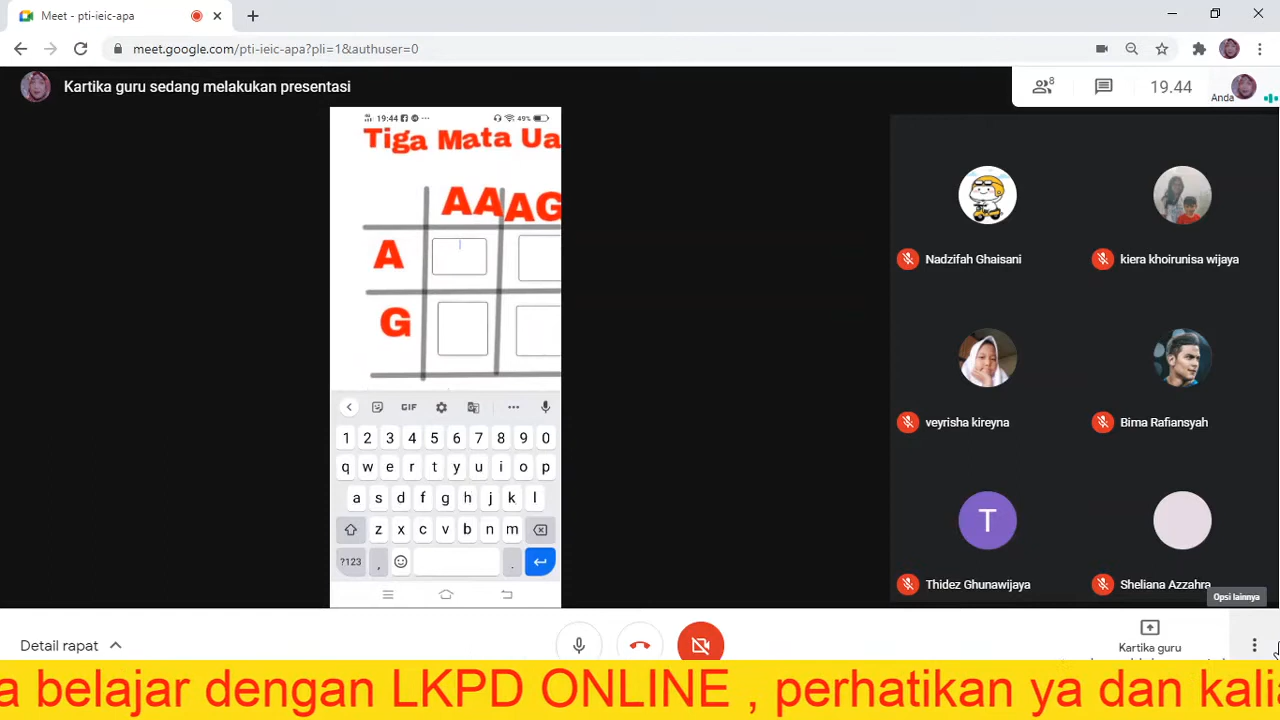 Meet - pti-ieic-apa
meet.google.com/pti-ieic-apa?pli=1&authuser=0
Kartika guru sedang melakukan presentasi
8
19.44
Anda
19:44
49%
Tiga Mata Ua
AA AG
A
G
GIF
1 2 3 4 5 6 7 8 9 0
q w e r t y u i o p
a s d f g h j k l
z x c v b n m
?123 , .
Nadzifah Ghaisani
kiera khoirunisa wijaya
veyrisha kireyna
Bima Rafiansyah
T
Thidez Ghunawijaya
Sheliana Azzahra
Opsi lainnya
Detail rapat
Kartika guru
a belajar dengan LKPD ONLINE , perhatikan ya dan kali